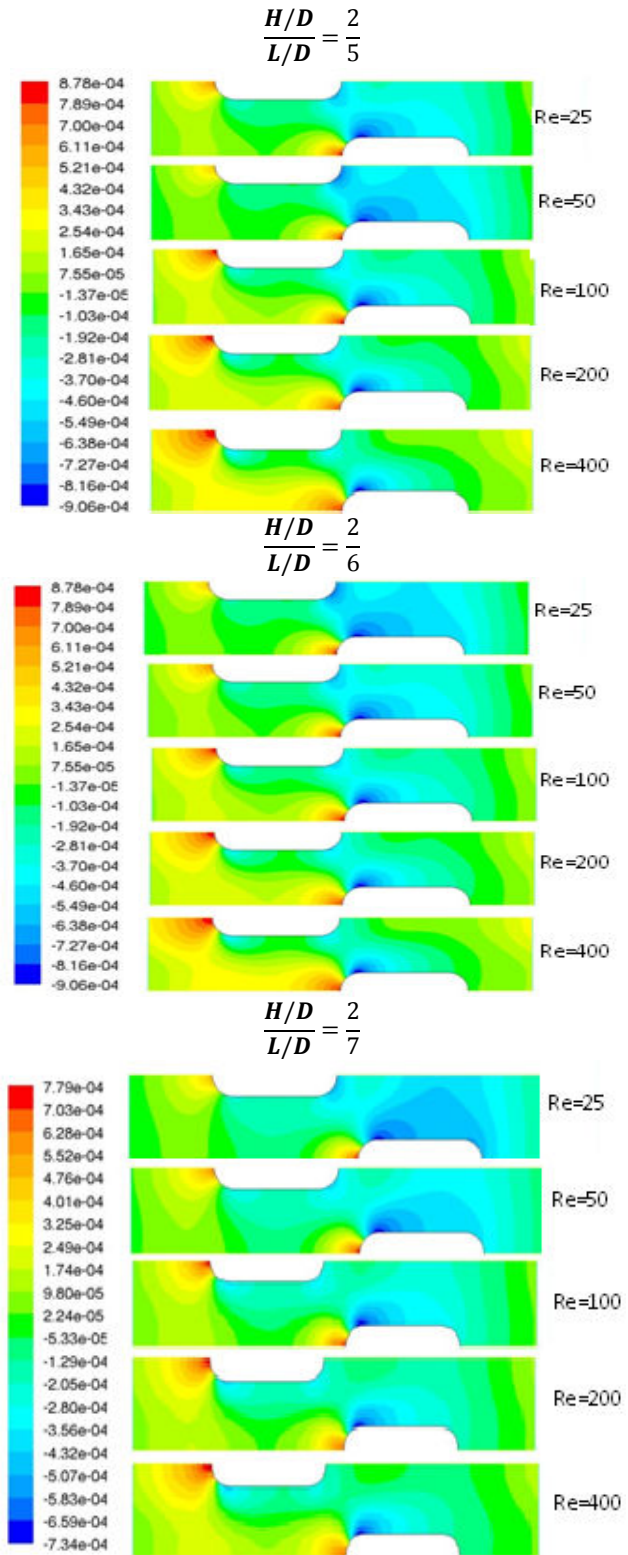 H/D / L/D = 2/5
8.78e-04
7.89e-04
7.00e-04
6.11e-04
5.21e-04
4.32e-04
3.43e-04
2.54e-04
1.65e-04
7.55e-05
-1.37e-05
-1.03e-04
-1.92e-04
-2.81e-04
-3.70e-04
-4.60e-04
-5.49e-04
-6.38e-04
-7.27e-04
-8.16e-04
-9.06e-04
Re=25
Re=50
Re=100
Re=200
Re=400
H/D / L/D = 2/6
8.78e-04
7.89e-04
7.00e-04
6.11e-04
5.21e-04
4.32e-04
3.43e-04
2.54e-04
1.65e-04
7.55e-05
-1.37e-05
-1.03e-04
-1.92e-04
-2.81e-04
-3.70e-04
-4.60e-04
-5.49e-04
-6.38e-04
-7.27e-04
-8.16e-04
-9.06e-04
Re=25
Re=50
Re=100
Re=200
Re=400
H/D / L/D = 2/7
7.79e-04
7.03e-04
6.28e-04
5.52e-04
4.76e-04
4.01e-04
3.25e-04
2.49e-04
1.74e-04
9.80e-05
2.24e-05
-5.33e-05
-1.29e-04
-2.05e-04
-2.80e-04
-3.56e-04
-4.32e-04
-5.07e-04
-5.83e-04
-6.59e-04
-7.34e-04
Re=25
Re=50
Re=100
Re=200
Re=400